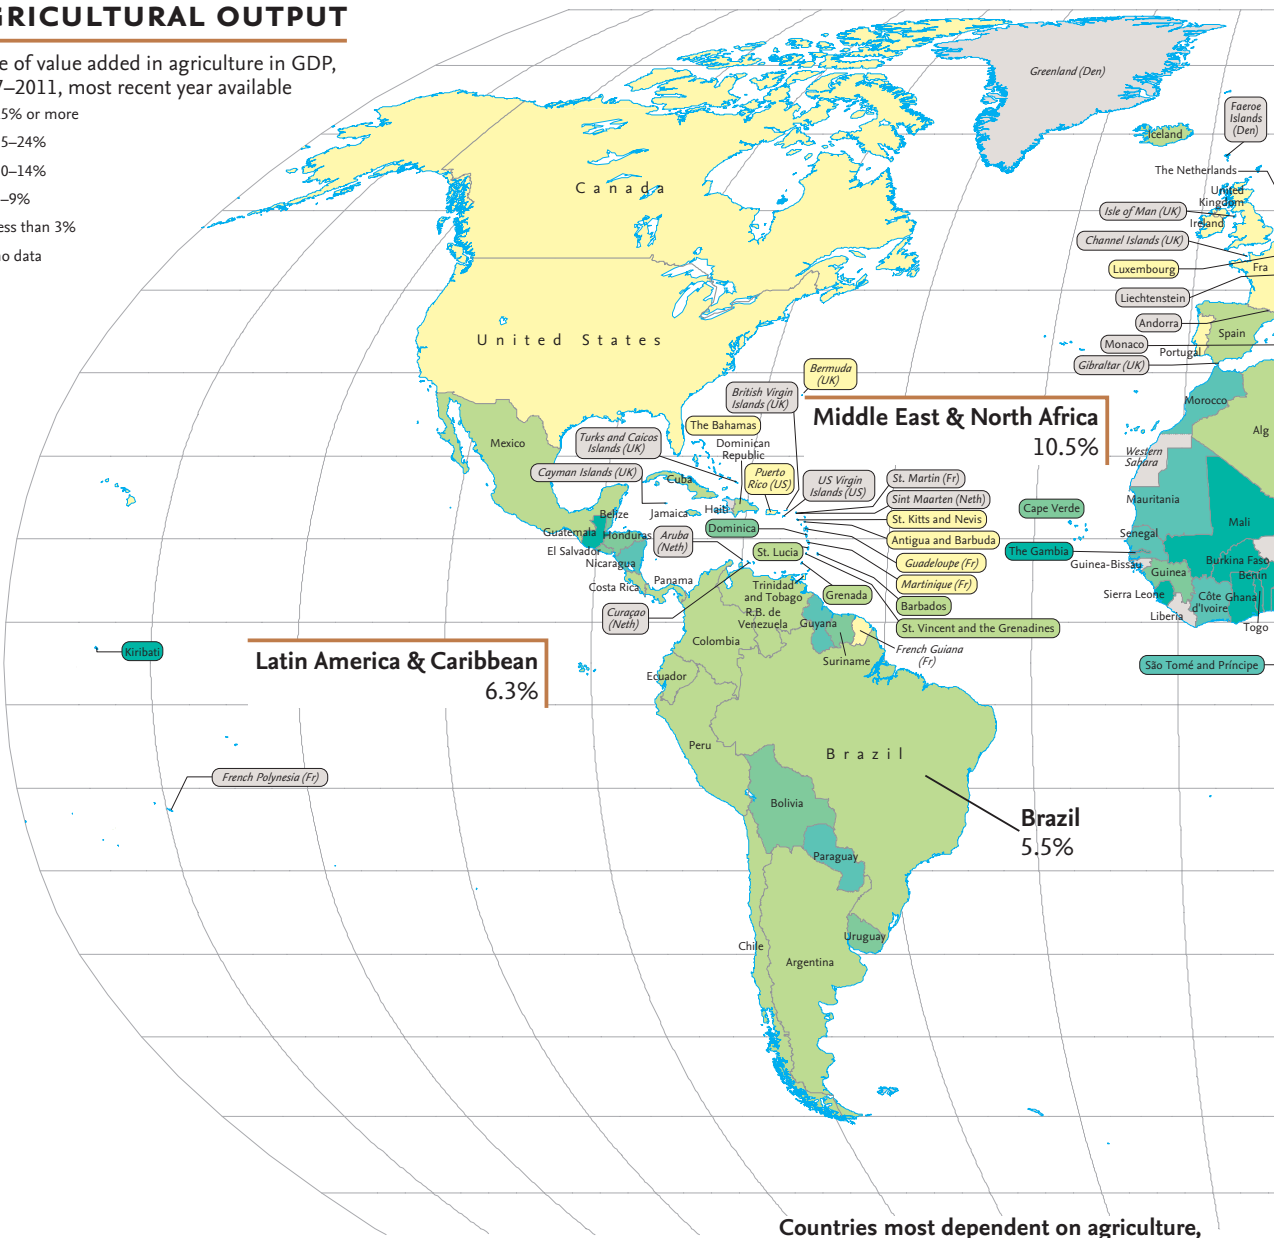 GRICULTURAL OUTPUT
e of value added in agriculture in GDP,
7–2011, most recent year available
5% or more
5–24%
0–14%
–9%
ess than 3%
o data
Greenland (Den)
Faeroe
Islands
(Den)
Iceland
The Netherlands
United
Kingdom
Isle of Man (UK)
Ireland
Channel Islands (UK)
Luxembourg
Fra
Liechtenstein
Andorra
Spain
Monaco
Portugal
Gibraltar (UK)
Canada
United States
Bermuda
(UK)
British Virgin
Islands (UK)
Middle East & North Africa
10.5%
Morocco
Alg
Western
Sahara
Mexico
The Bahamas
Turks and Caicos
Islands (UK)
Dominican
Republic
Cayman Islands (UK)
Cuba
Puerto
Rico (US)
US Virgin
Islands (US)
St. Martin (Fr)
Sint Maarten (Neth)
St. Kitts and Nevis
Antigua and Barbuda
Guadeloupe (Fr)
Martinique (Fr)
Barbados
St. Vincent and the Grenadines
Belize
Jamaica
Haiti
Guatemala
Honduras
Aruba
(Neth)
Dominica
El Salvador
Nicaragua
St. Lucia
Costa Rica
Panama
Trinidad
and Tobago
Grenada
Curaçao
(Neth)
R.B. de
Venezuela
Guyana
Colombia
Suriname
French Guiana
(Fr)
Ecuador
Cape Verde
Mauritania
Mali
Senegal
The Gambia
Guinea-Bissau
Burkina Faso
Guinea
Benin
Sierra Leone
Côte
d'Ivoire
Ghana
Liberia
Togo
São Tomé and Príncipe
Kiribati
Latin America & Caribbean
6.3%
French Polynesia (Fr)
Peru
Brazil
Bolivia
Brazil
5.5%
Paraguay
Uruguay
Chile
Argentina
Countries most dependent on agriculture,